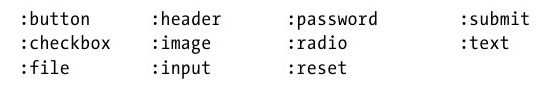 :button :header :password :submit
:checkbox :image :radio :text
:file :input :reset